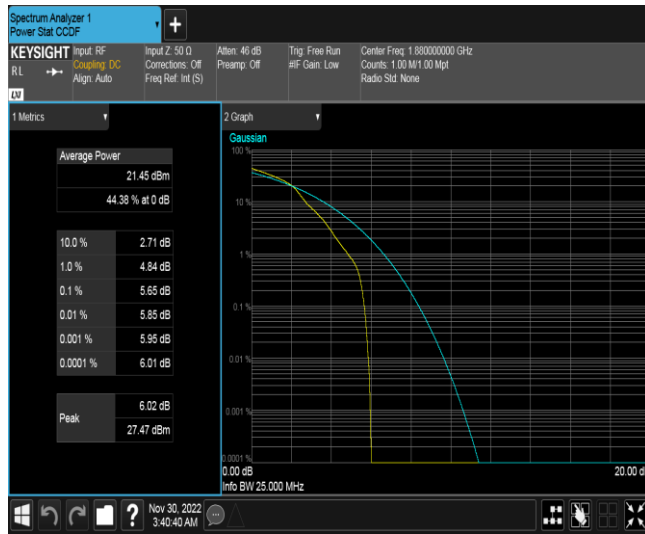 Spectrum Analyzer 1
Power Stat CCDF
+
KEYSIGHT
RL
Input: RF
Coupling: DC
Align: Auto
Input Z: 50 Ω
Corrections: Off
Freq Ref: Int (S)
Atten: 46 dB
Preamp: Off
Trig: Free Run
#IF Gain: Low
Center Freq: 1.880000000 GHz
Counts: 1.00 M/1.00 Mpt
Radio Std: None
1 Metrics
Average Power
21.45 dBm
44.38 % at 0 dB
10.0 % 2.71 dB
1.0 % 4.84 dB
0.1 % 5.65 dB
0.01 % 5.85 dB
0.001 % 5.95 dB
0.0001 % 6.01 dB
Peak
6.02 dB
27.47 dBm
2 Graph
Gaussian
100 %
10 %
1 %
0.1 %
0.01 %
0.001 %
0.0001 %
0.00 dB
20.00 d
Info BW 25.000 MHz
?
Nov 30, 2022
3:40:40 AM